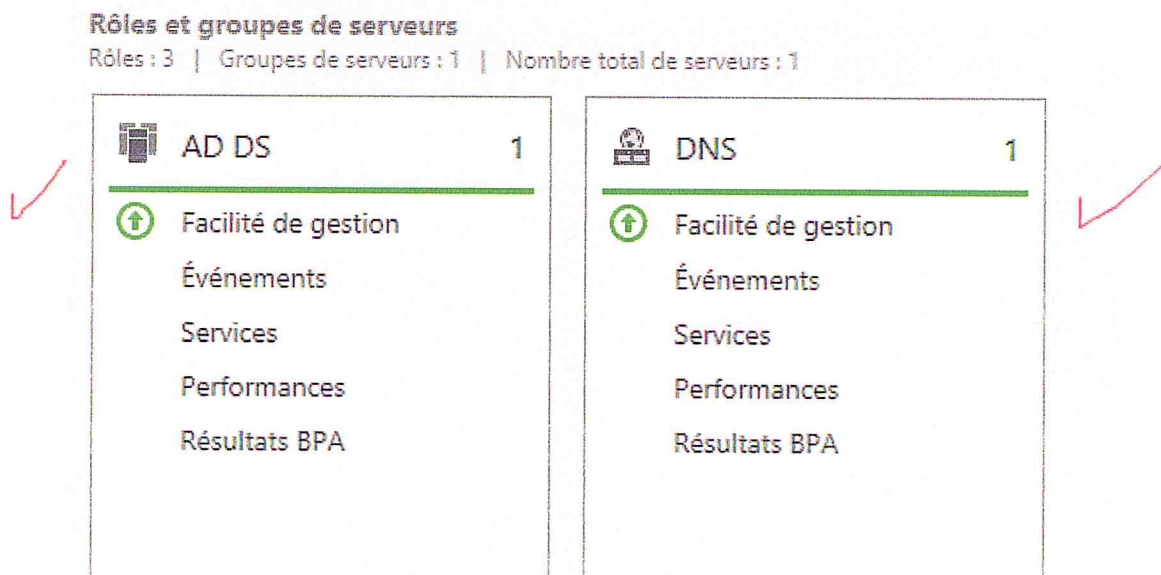 Rôles et groupes de serveurs
Rôles : 3 | Groupes de serveurs : 1 | Nombre total de serveurs : 1
AD DS 1
Facilité de gestion
Événements
Services
Performances
Résultats BPA
DNS 1
Facilité de gestion
Événements
Services
Performances
Résultats BPA